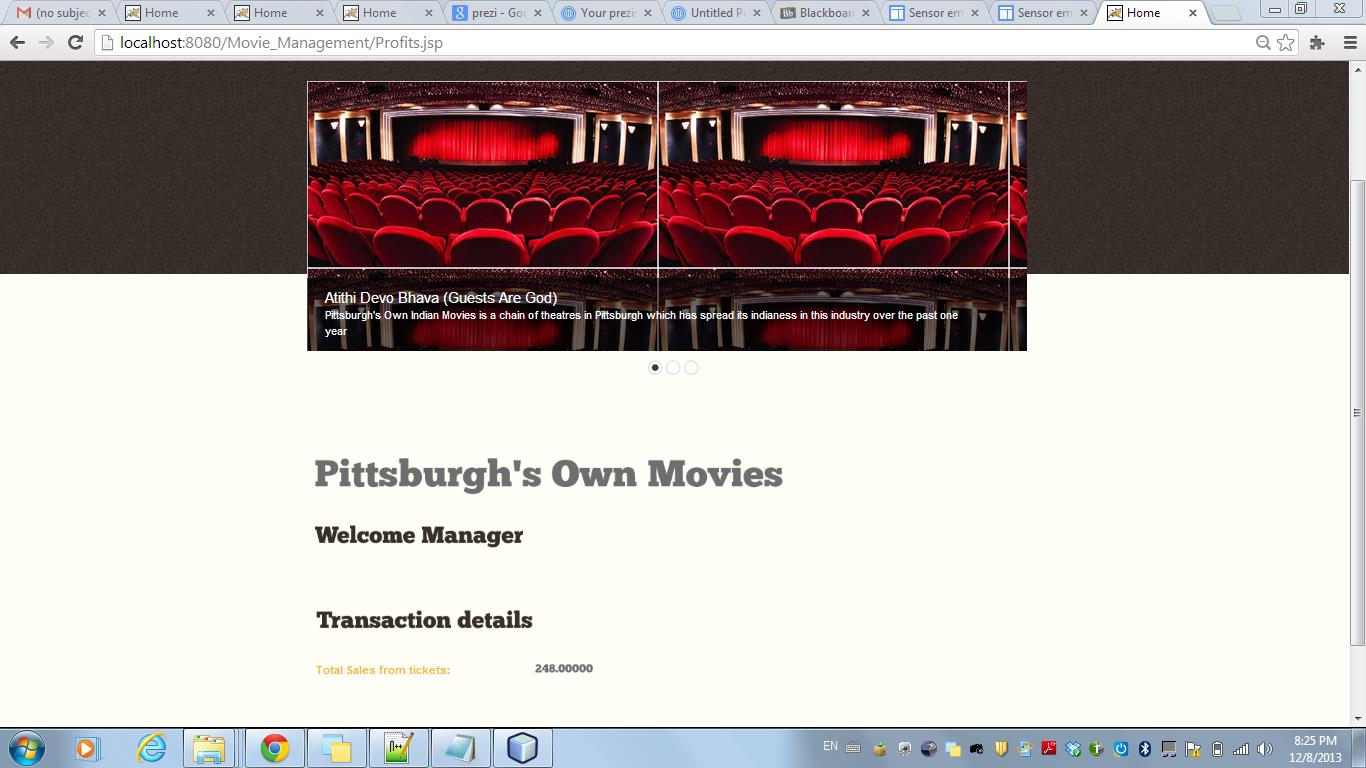 (no subjec
Home
Home
Home
prezi - Goo
Your prezis
Untitled P
Blackboar
Sensor em
Sensor em
Home
localhost:8080/Movie_Management/Profits.jsp
Atithi Devo Bhava (Guests Are God)
Pittsburgh's Own Indian Movies is a chain of theatres in Pittsburgh which has spread its indianess in this industry over the past one
year
Pittsburgh's Own Movies
Welcome Manager
Transaction details
Total Sales from tickets: 248.00000
EN
8:25 PM
12/8/2013